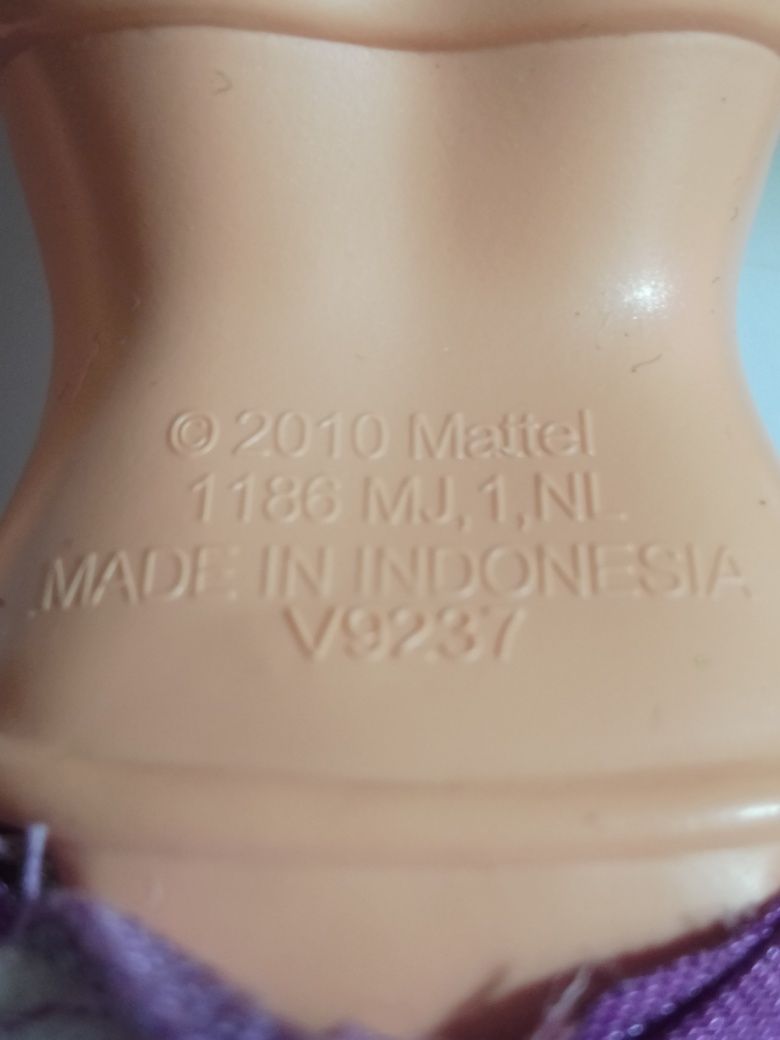 © 2010 Mattel
1186 MJ,1,NL
MADE IN INDONESIA
V9237